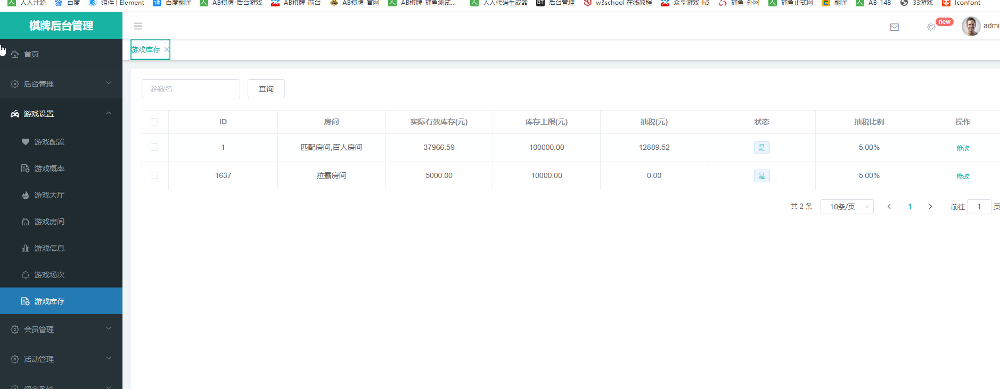 人人开源 百度 组件 | Element 百度翻译 AB棋牌-后台游戏 AB棋牌-前台 AB棋牌-官网 AB棋牌-捕鱼测试... 人人代码生成器 后台管理 w3school 在线教程 众享游戏-h5 捕鱼-外网 捕鱼正式网 翻译 AB-148 33游戏 Iconfont
棋牌后台管理
new
admi
游戏库存
首页
后台管理
游戏设置
游戏配置
游戏概率
游戏大厅
游戏房间
游戏信息
游戏场次
游戏库存
会员管理
活动管理
资金系统
参数名 查询
ID 房间 实际有效库存(元) 库存上限(元) 抽税(元) 状态 抽税比例 操作
1 匹配房间,百人房间 37966.59 100000.00 12889.52 是 5.00% 修改
1637 拉霸房间 5000.00 10000.00 0.00 是 5.00% 修改
共 2 条 10条/页 1 前往 1 页